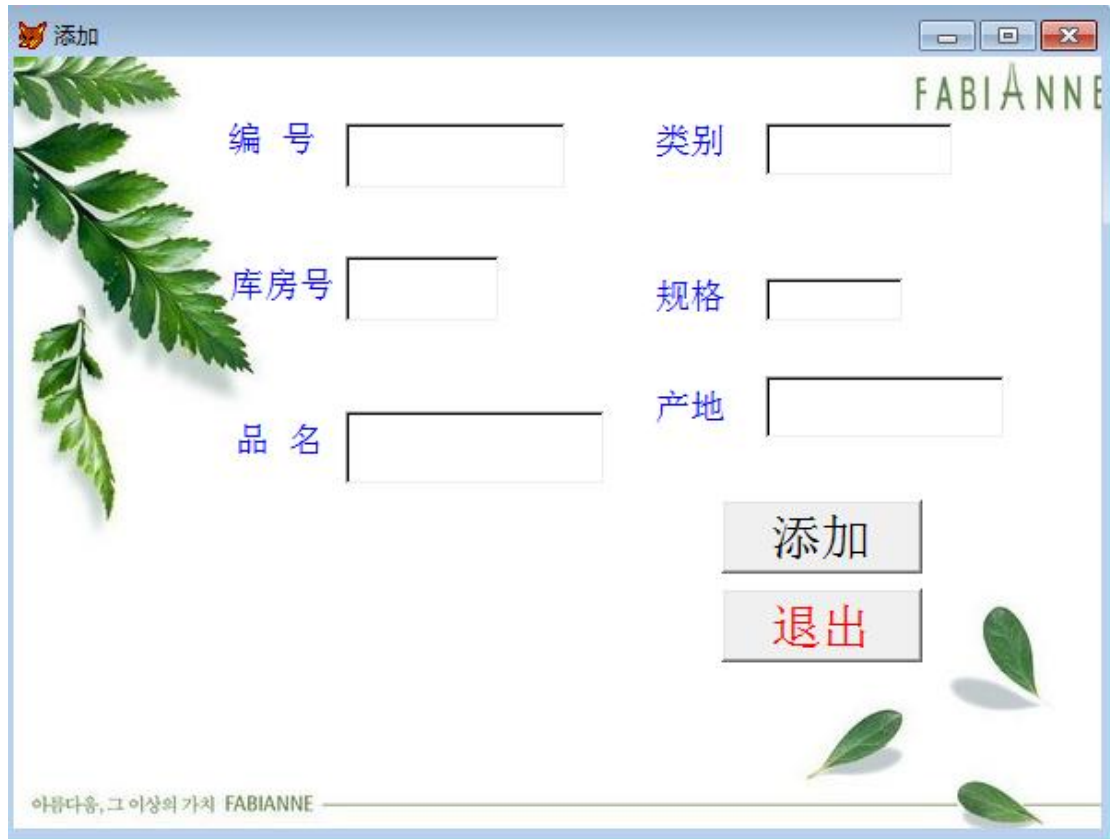 添加
FABIANNE
编 号
类别
库房号
规格
品 名
产地
添加
退出
아름다움, 그 이상의 가치 FABIANNE